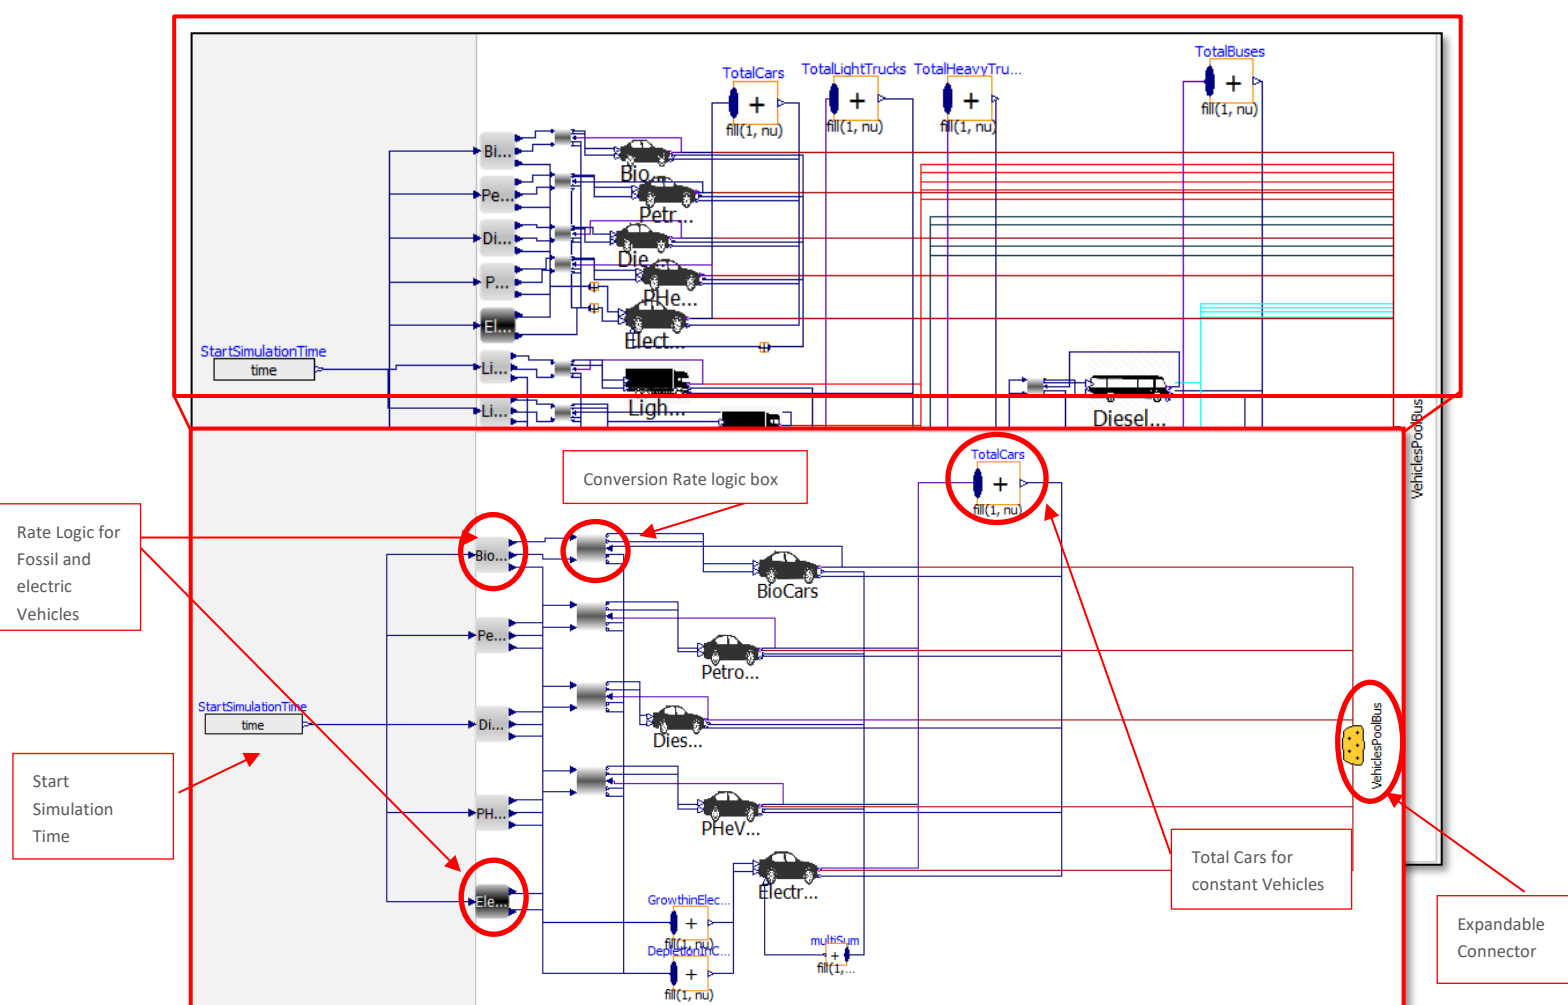 TotalBuses
TotalCars
TotalLightTrucks
TotalHeavyTru...
+
+
+
+
fill(1, nu)
fill(1, nu)
fill(1, nu)
fill(1, nu)
Bi...
Bio...
Pe...
Petr...
Di...
Die...
P...
PHe...
El...
Elect...
StartSimulationTime
time
Li...
Ligh...
Li...
Diesel...
VehiclesPoolBus
Conversion Rate logic box
TotalCars
+
fill(1, nu)
Rate Logic for
Fossil and
electric
Vehicles
Bio...
BioCars
Pe...
Petro...
StartSimulationTime
time
Di...
Dies...
VehiclesPoolBus
Start
Simulation
Time
PH...
PHeV...
Total Cars for
constant Vehicles
Ele...
Electr...
GrowthinElec...
+
fill(1, nu)
DepletionInC...
+
fill(1, nu)
multiSum
+
fill(1,...
Expandable
Connector